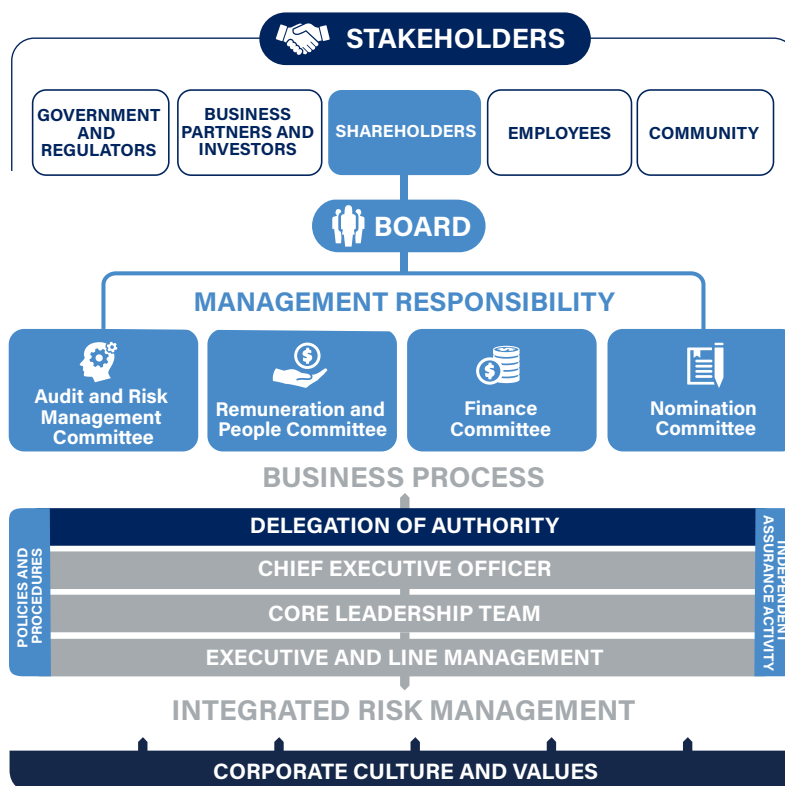 STAKEHOLDERS
GOVERNMENT
AND
REGULATORS
BUSINESS
PARTNERS AND
INVESTORS
SHAREHOLDERS
EMPLOYEES
COMMUNITY
BOARD
MANAGEMENT RESPONSIBILITY
Audit and Risk
Management
Committee
Remuneration and
People Committee
Finance
Committee
Nomination
Committee
BUSINESS PROCESS
POLICIES AND
PROCEDURES
DELEGATION OF AUTHORITY
CHIEF EXECUTIVE OFFICER
CORE LEADERSHIP TEAM
EXECUTIVE AND LINE MANAGEMENT
INDEPENDENT
ASSURANCE ACTIVITY
INTEGRATED RISK MANAGEMENT
CORPORATE CULTURE AND VALUES